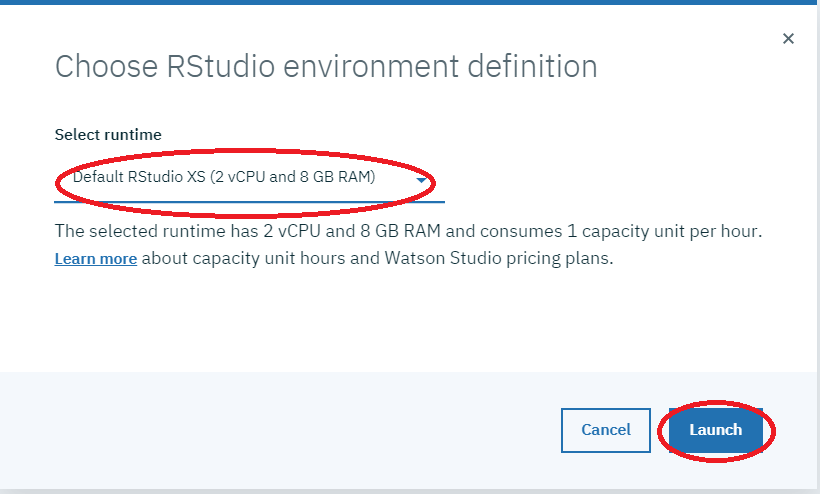 Choose RStudio environment definition
Select runtime
Default RStudio XS (2 vCPU and 8 GB RAM)
The selected runtime has 2 vCPU and 8 GB RAM and consumes 1 capacity unit per hour.
Learn more about capacity unit hours and Watson Studio pricing plans.
Cancel Launch